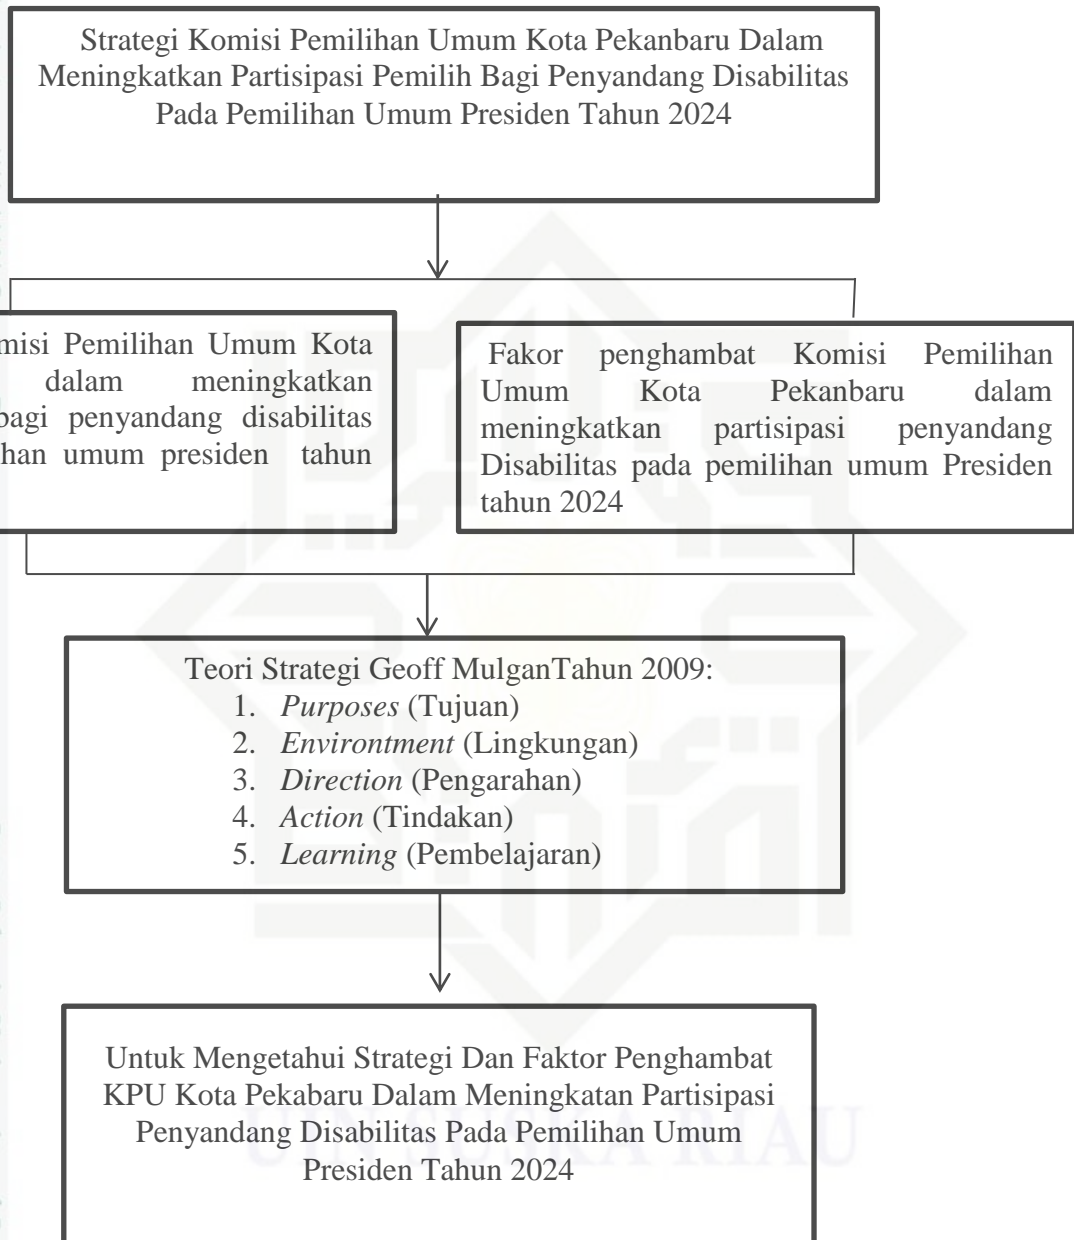 Strategi Komisi Pemilihan Umum Kota Pekanbaru Dalam
Meningkatkan Partisipasi Pemilih Bagi Penyandang Disabilitas
Pada Pemilihan Umum Presiden Tahun 2024
Pemilihan Umum Kota
dalam meningkatkan
bagi penyandang disabilitas
umum presiden tahun
Fakor penghambat Komisi Pemilihan
Umum Kota Pekanbaru dalam
meningkatkan partisipasi penyandang
Disabilitas pada pemilihan umum Presiden
tahun 2024
Teori Strategi Geoff MulganTahun 2009:
1. Purposes (Tujuan)
2. Environtment (Lingkungan)
3. Direction (Pengarahan)
4. Action (Tindakan)
5. Learning (Pembelajaran)
Untuk Mengetahui Strategi Dan Faktor Penghambat
KPU Kota Pekabaru Dalam Meningkatan Partisipasi
Penyandang Disabilitas Pada Pemilihan Umum
Presiden Tahun 2024
UIN SUSKA RIAU